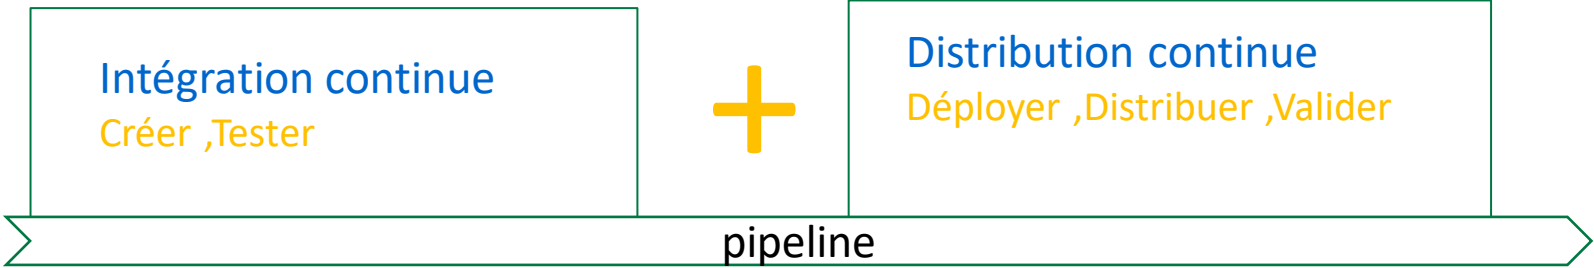 Intégration continue
Créer ,Tester
+
Distribution continue
Déployer ,Distribuer ,Valider
pipeline